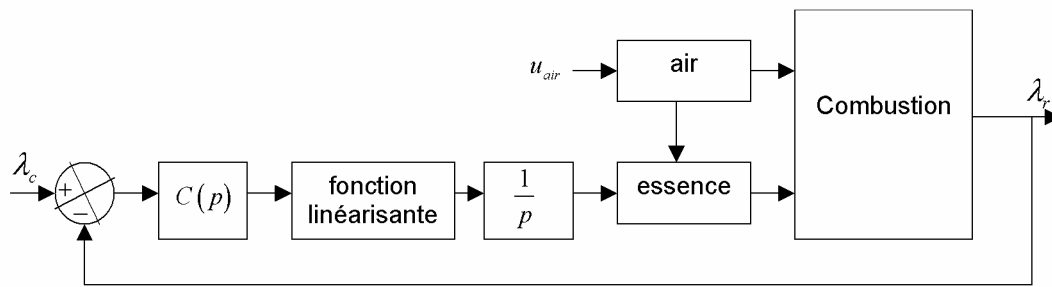 u_air
air
Combustion
λ_r
λ_c
+
−
C(p)
fonction
linéarisante
1
p
essence